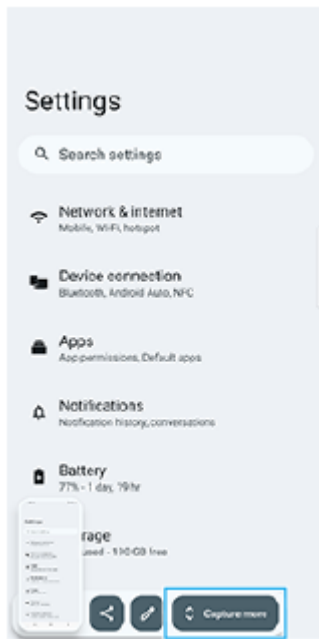 Settings
Search settings
Network & internet
Mobile, Wi-Fi, hotspot
Device connection
Bluetooth, Android Auto, NFC
Apps
App permissions, Default apps
Notifications
Notification history, conversations
Battery
77% - 1 day, 19 hr
rage
used - 110 GB free
Capture more